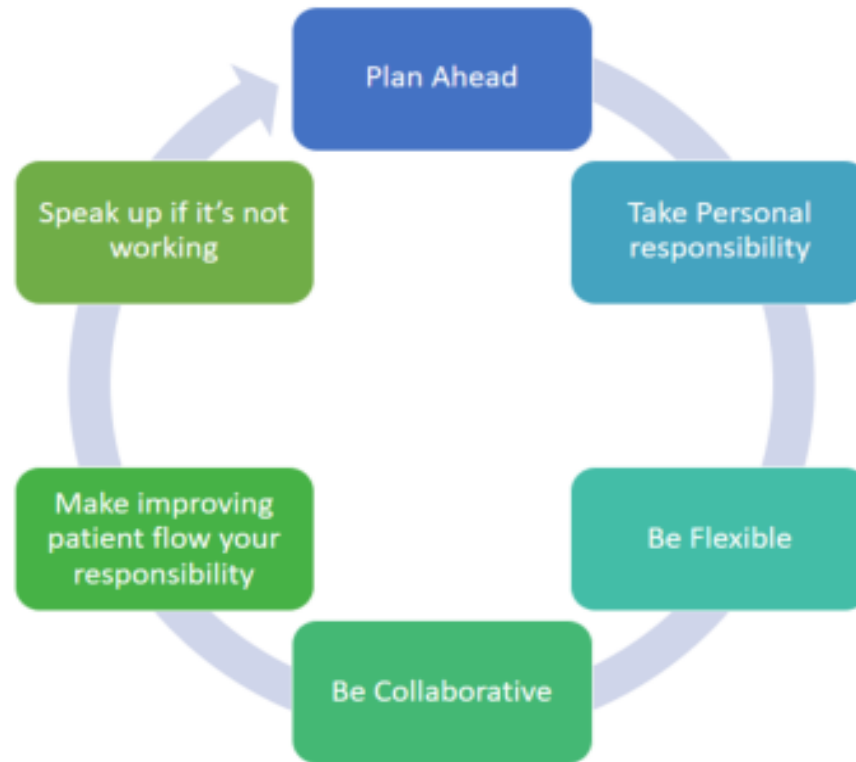 Plan Ahead
Take Personal
responsibility
Be Flexible
Be Collaborative
Make improving
patient flow your
responsibility
Speak up if it's not
working